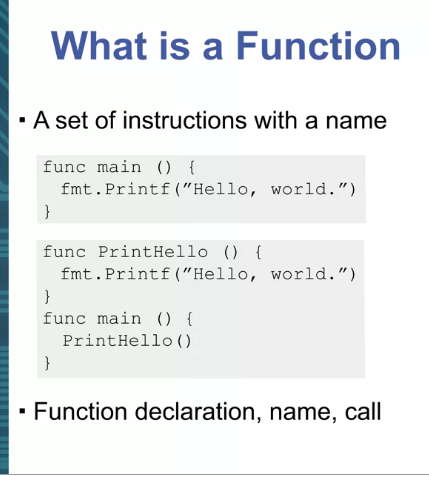 What is a Function
▪ A set of instructions with a name
func main () {
  fmt.Printf(”Hello, world.”)
}
func PrintHello () {
  fmt.Printf(”Hello, world.”)
}
func main () {
  PrintHello()
}
▪ Function declaration, name, call